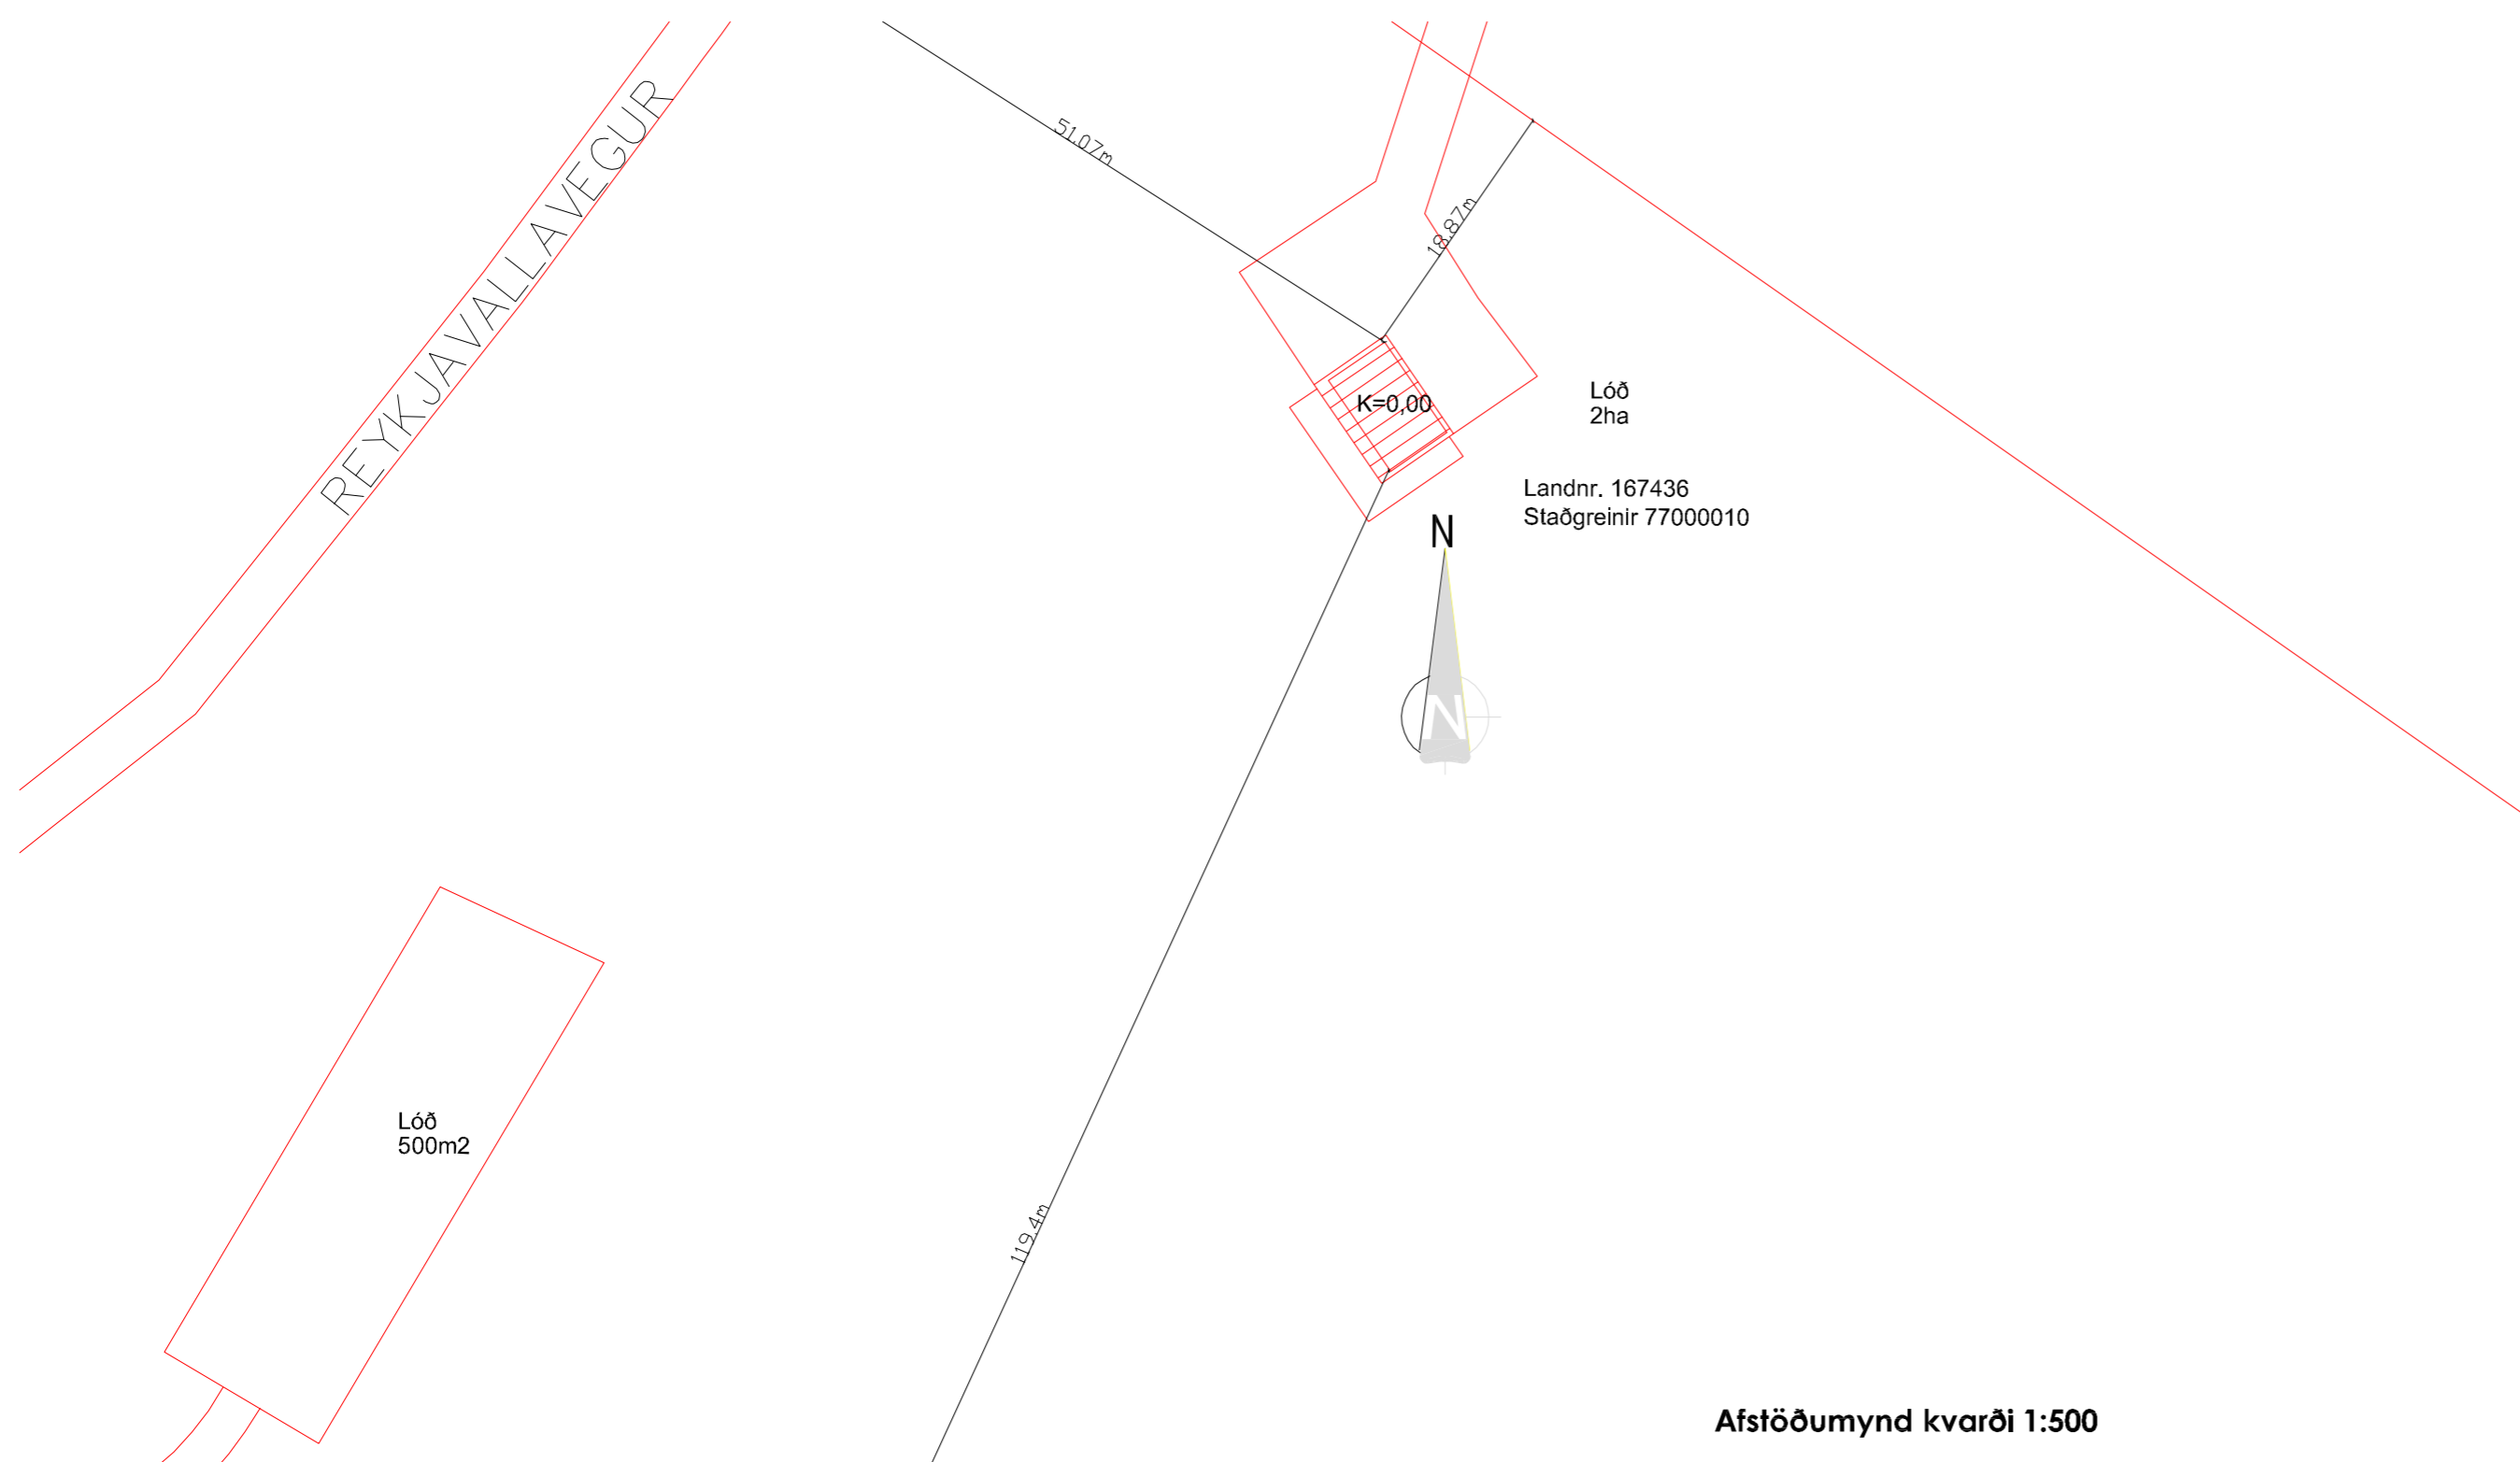 REYKJAVALLAVEGUR
51.07m
18.87m
K=0,00
Lóð
2ha
Landnr. 167436
Staðgreinir 77000010
N
N
Lóð
500m2
119.4m
Afstöðumynd kvarði 1:500